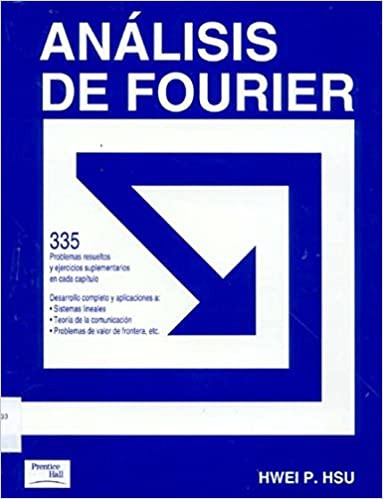 ANÁLISIS
DE FOURIER
335
Problemas resueltos
y ejercicios suplementarios
en cada capítulo
Desarrollo completo y aplicaciones a:
• Sistemas lineales
• Teoría de la comunicación
• Problemas de valor de frontera, etc.
Prentice
Hall
HWEI P. HSU